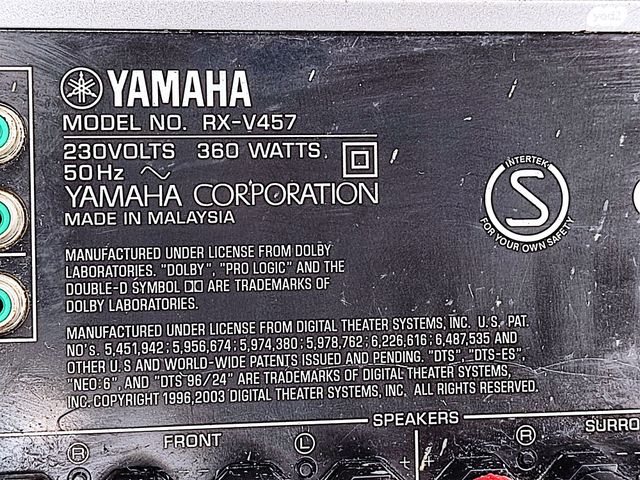 YAMAHA
MODEL NO. RX-V457
230VOLTS 360 WATTS
50Hz ~
YAMAHA CORPORATION
MADE IN MALAYSIA
INTERTEK
S
FOR YOUR OWN SAFETY
MANUFACTURED UNDER LICENSE FROM DOLBY
LABORATORIES. "DOLBY", "PRO LOGIC" AND THE
DOUBLE-D SYMBOL ARE TRADEMARKS OF
DOLBY LABORATORIES.
MANUFACTURED UNDER LICENSE FROM DIGITAL THEATER SYSTEMS, INC. U.S. PAT.
NO's. 5,451,942; 5,956,674; 5,974,380; 5,978,762; 6,226,616; 6,487,535 AND
OTHER U.S AND WORLD-WIDE PATENTS ISSUED AND PENDING. "DTS", "DTS-ES",
"NEO:6", AND "DTS 96/24" ARE TRADEMARKS OF DIGITAL THEATER SYSTEMS,
INC. COPYRIGHT 1996,2003 DIGITAL THEATER SYSTEMS, INC. ALL RIGHTS RESERVED.
SPEAKERS
FRONT
SURRO
R
L
R
+